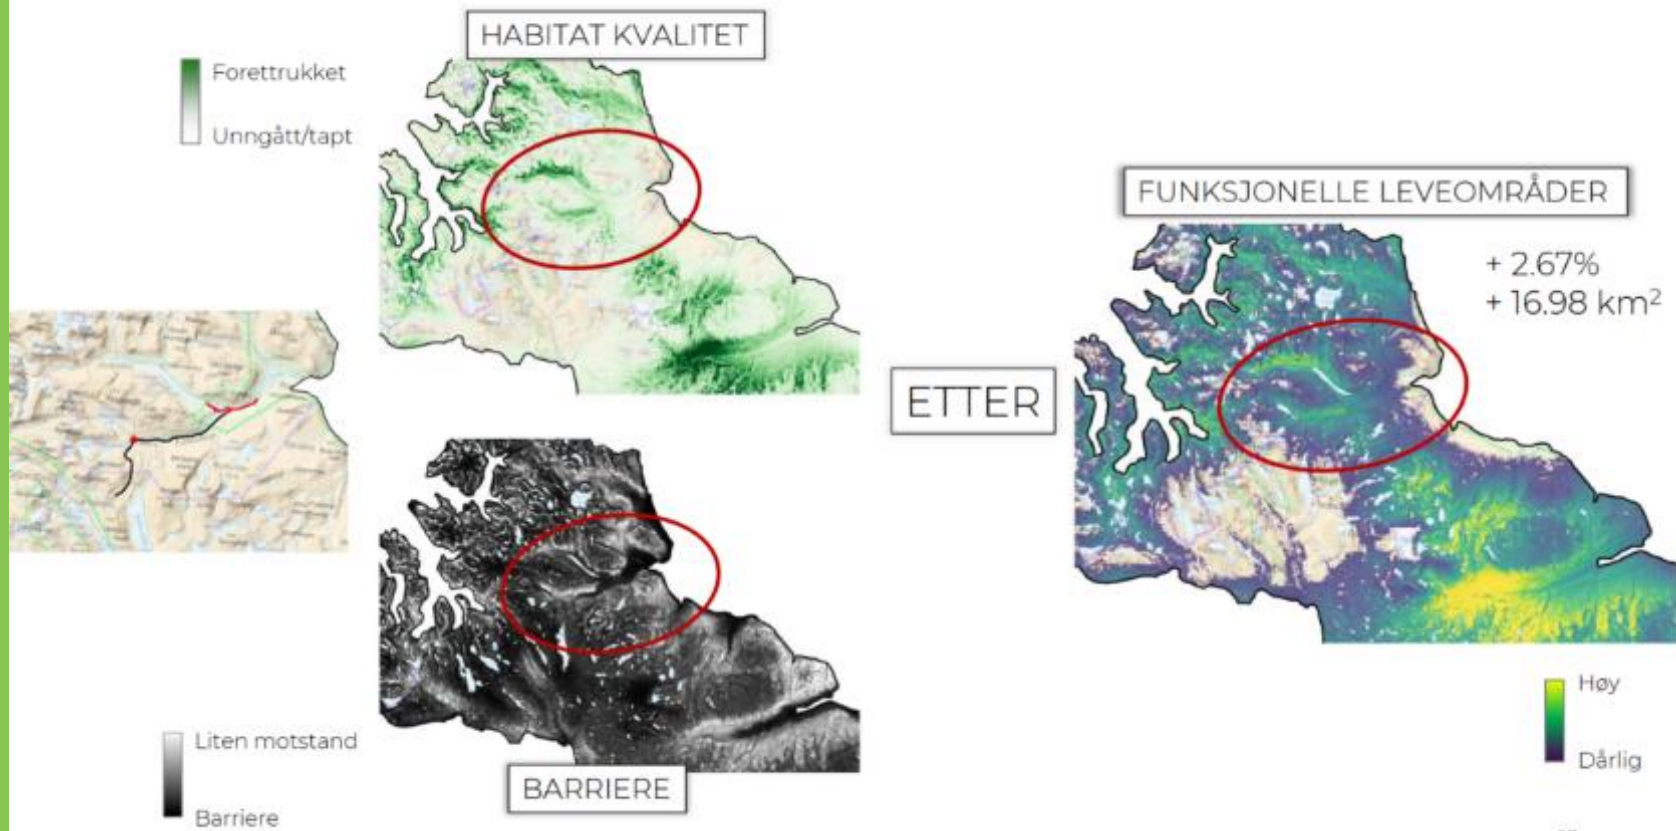 HABITAT KVALITET
Forettrukket
Unngått/tapt
FUNKSJONELLE LEVEOMRÅDER
+ 2.67%
+ 16.98 km²
ETTER
Høy
Dårlig
Liten motstand
Barriere
BARRIERE